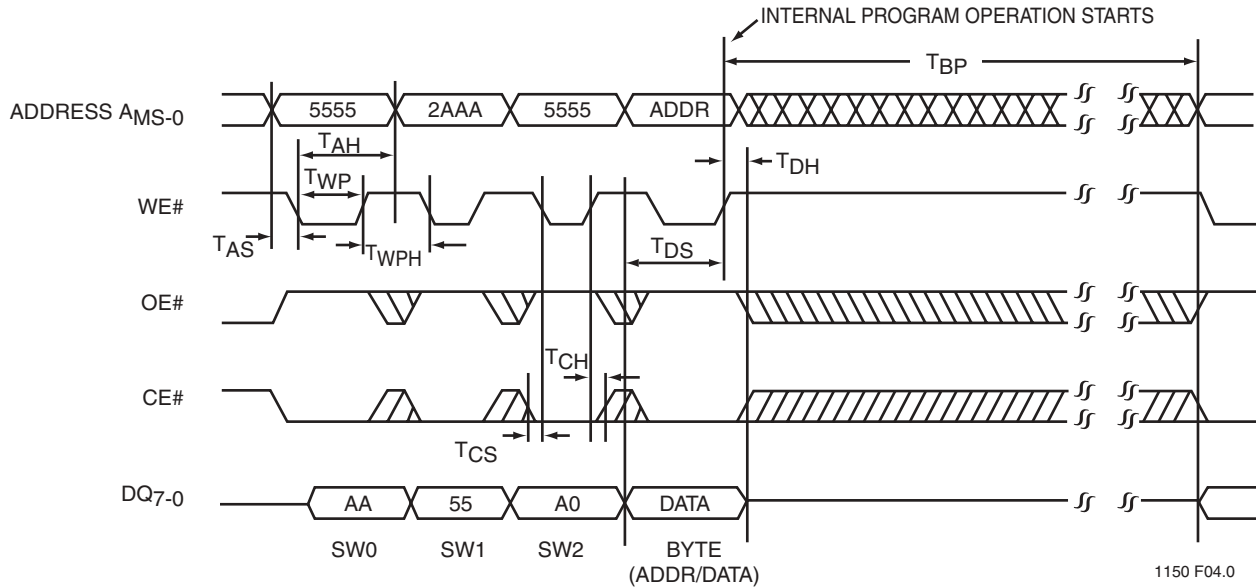 INTERNAL PROGRAM OPERATION STARTS
TBP
ADDRESS AMS-0
5555
2AAA
5555
ADDR
TAH
TDH
TWP
WE#
TAS
TWPH
TDS
OE#
TCH
CE#
TCS
DQ7-0
AA
55
A0
DATA
SW0
SW1
SW2
BYTE
(ADDR/DATA)
1150 F04.0